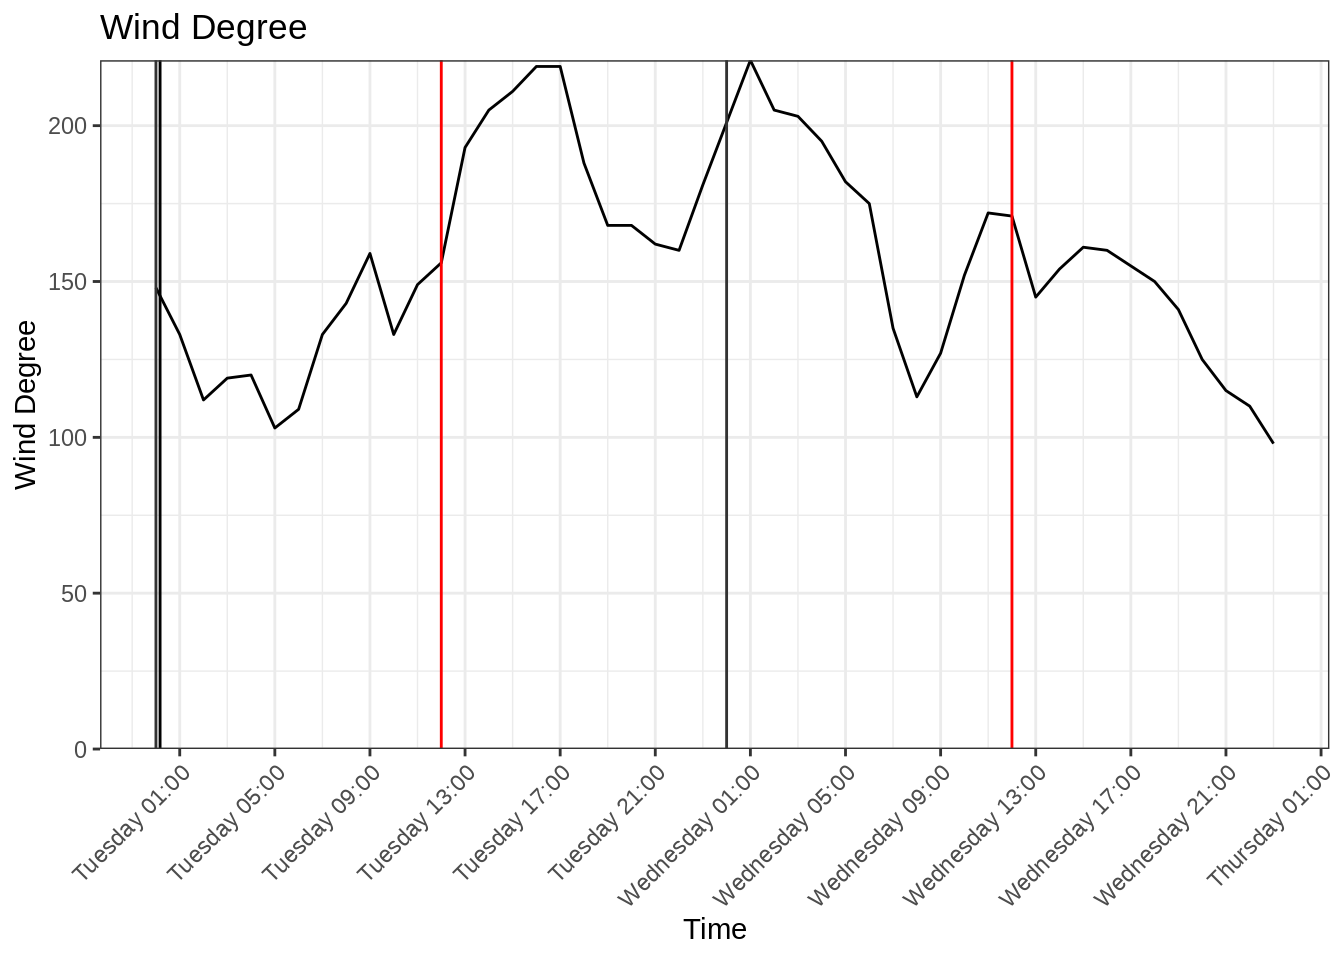 Wind Degree
Wind Degree
200
150
100
50
0
Tuesday 01:00
Tuesday 05:00
Tuesday 09:00
Tuesday 13:00
Tuesday 17:00
Tuesday 21:00
Wednesday 01:00
Wednesday 05:00
Wednesday 09:00
Wednesday 13:00
Wednesday 17:00
Wednesday 21:00
Thursday 01:00
Time